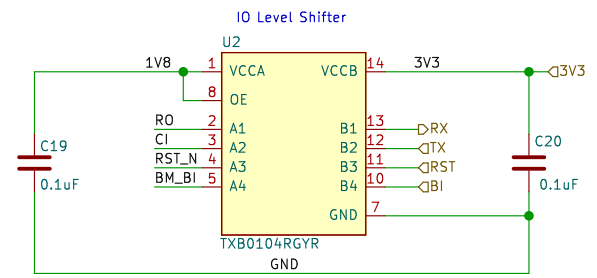 IO Level Shifter
U2
1V8 1 VCCA VCCB 14 3V3 3V3
8 OE
RO 2 A1 B1 13 RX
CI 3 A2 B2 12 TX
RST_N 4 A3 B3 11 RST
BM_BI 5 A4 B4 10 BI
C19
0.1uF
C20
0.1uF
GND 7
TXB0104RGYR
GND